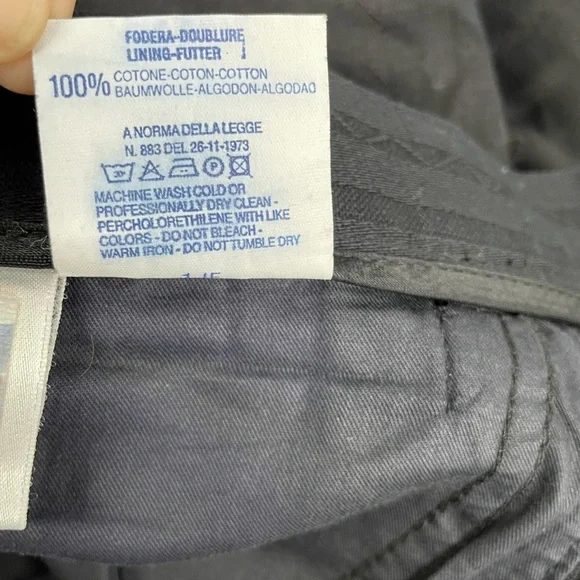 FODERA-DOUBLURE
LINING-FUTTER
100% COTONE-COTON-COTTON
BAUMWOLLE-ALGODON-ALGODAO
A NORMA DELLA LEGGE
N. 883 DEL 26-11-1973
MACHINE WASH COLD OR
PROFESSIONALLY DRY CLEAN -
PERCHLORETHILENE WITH LIKE
COLORS - DO NOT BLEACH -
WARM IRON - DO NOT TUMBLE DRY